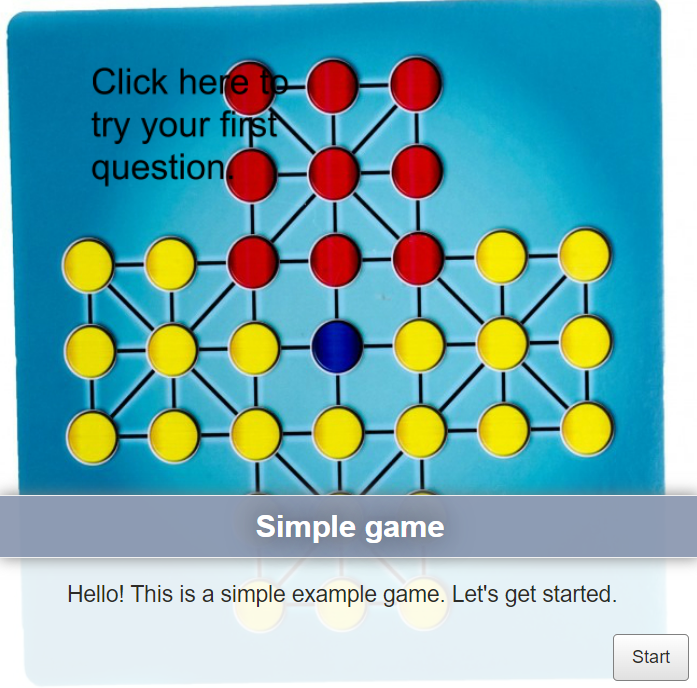 Click here to
try your first
question.
Simple game
Hello! This is a simple example game. Let's get started.
Start